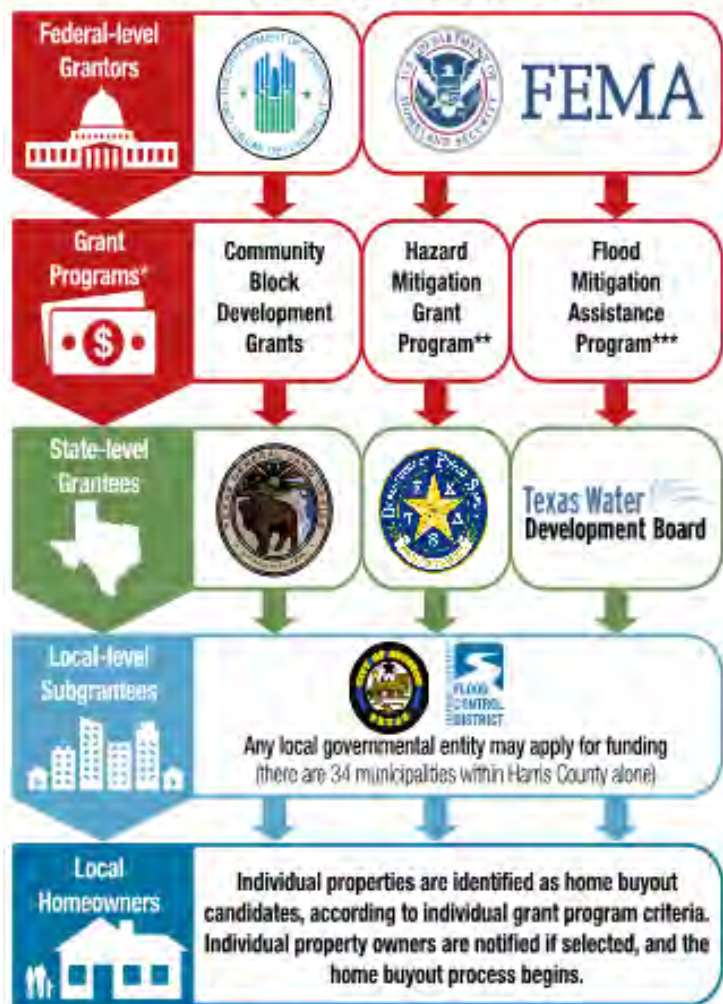 Federal-level
Grantors
U.S. DEPARTMENT OF
HOMELAND SECURITY
FEMA
Grant
Programs*
$
Community
Block
Development
Grants
Hazard
Mitigation
Grant
Program**
Flood
Mitigation
Assistance
Program***
State-level
Grantees
Texas Water
Development Board
Local-level
Subgrantees
FLOOD
CONTROL
DISTRICT
Any local governmental entity may apply for funding
(there are 34 municipalities within Harris County alone)
Local
Homeowners
Individual properties are identified as home buyout
candidates, according to individual grant program criteria.
Individual property owners are notified if selected, and the
home buyout process begins.